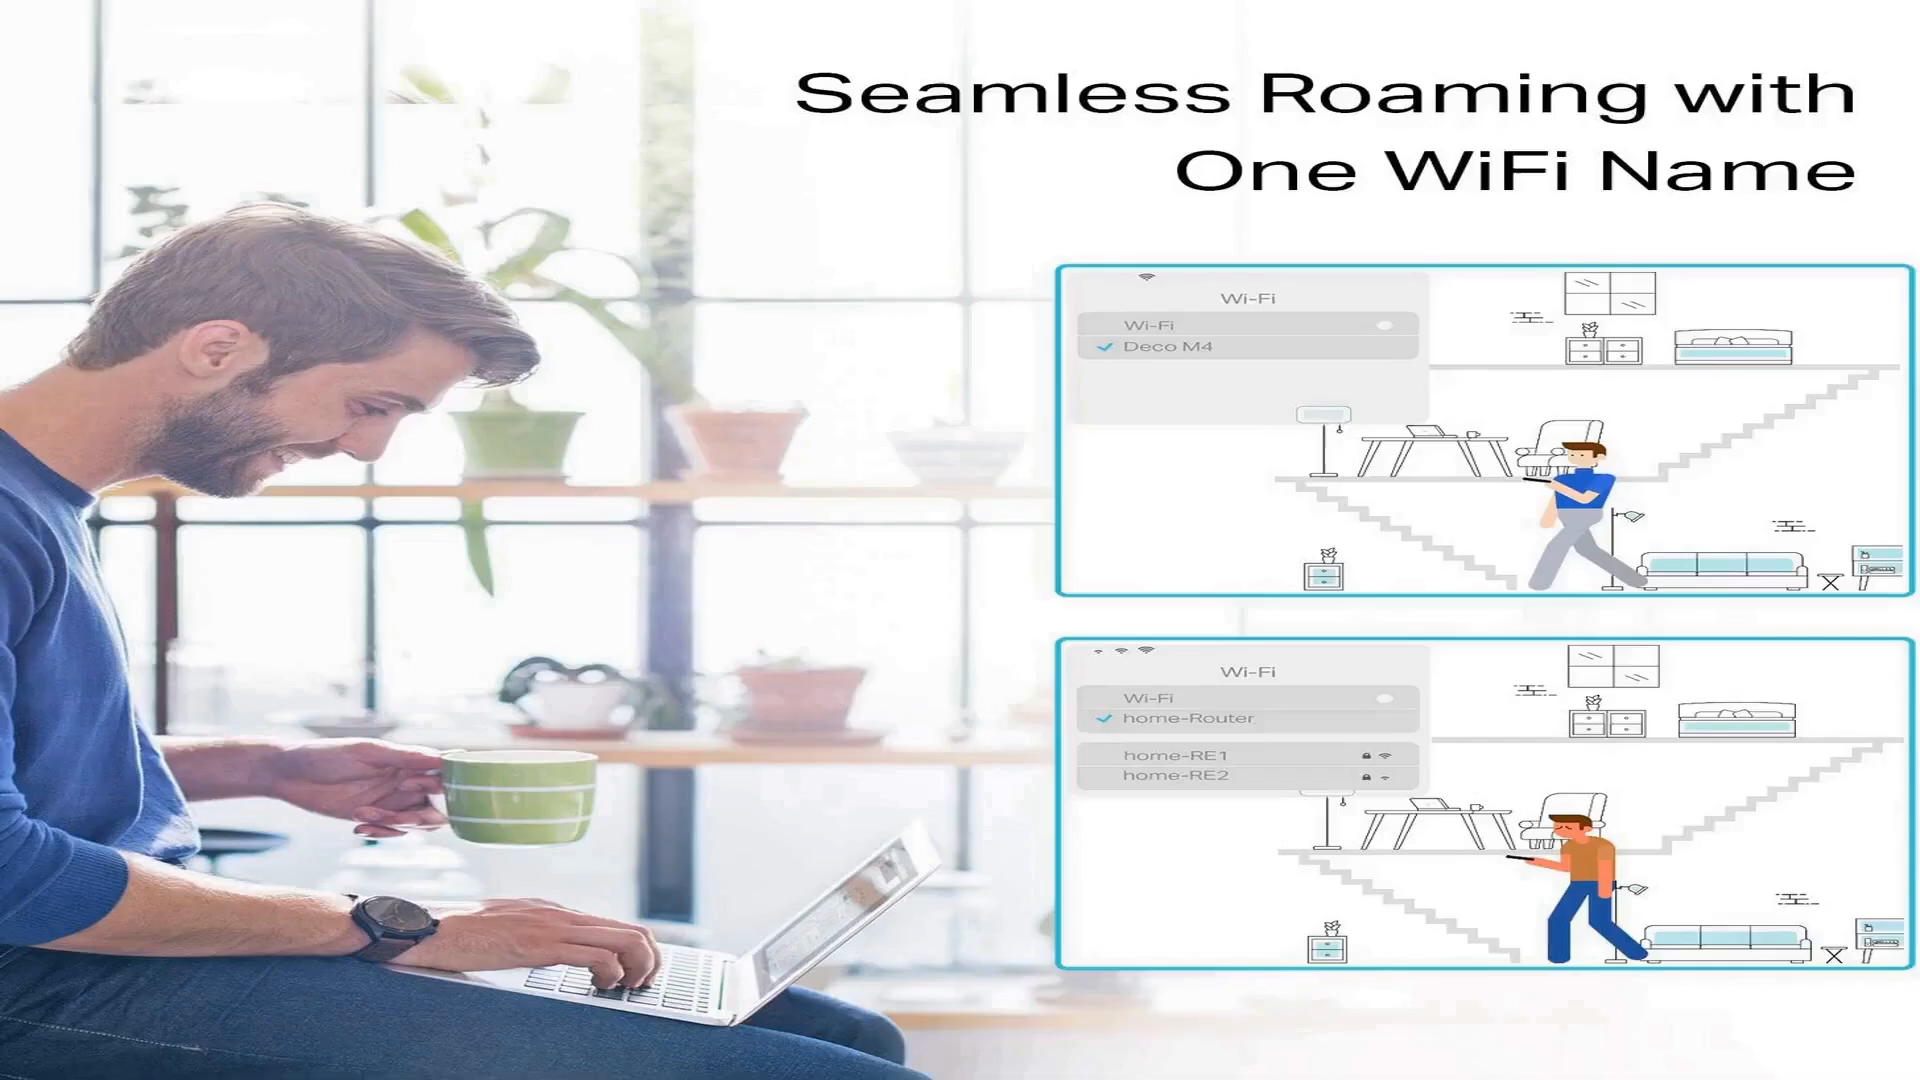 Seamless Roaming with
One WiFi Name
Wi-Fi
Wi-Fi
Deco M4
Wi-Fi
Wi-Fi
home-Router
home-RE1
home-RE2